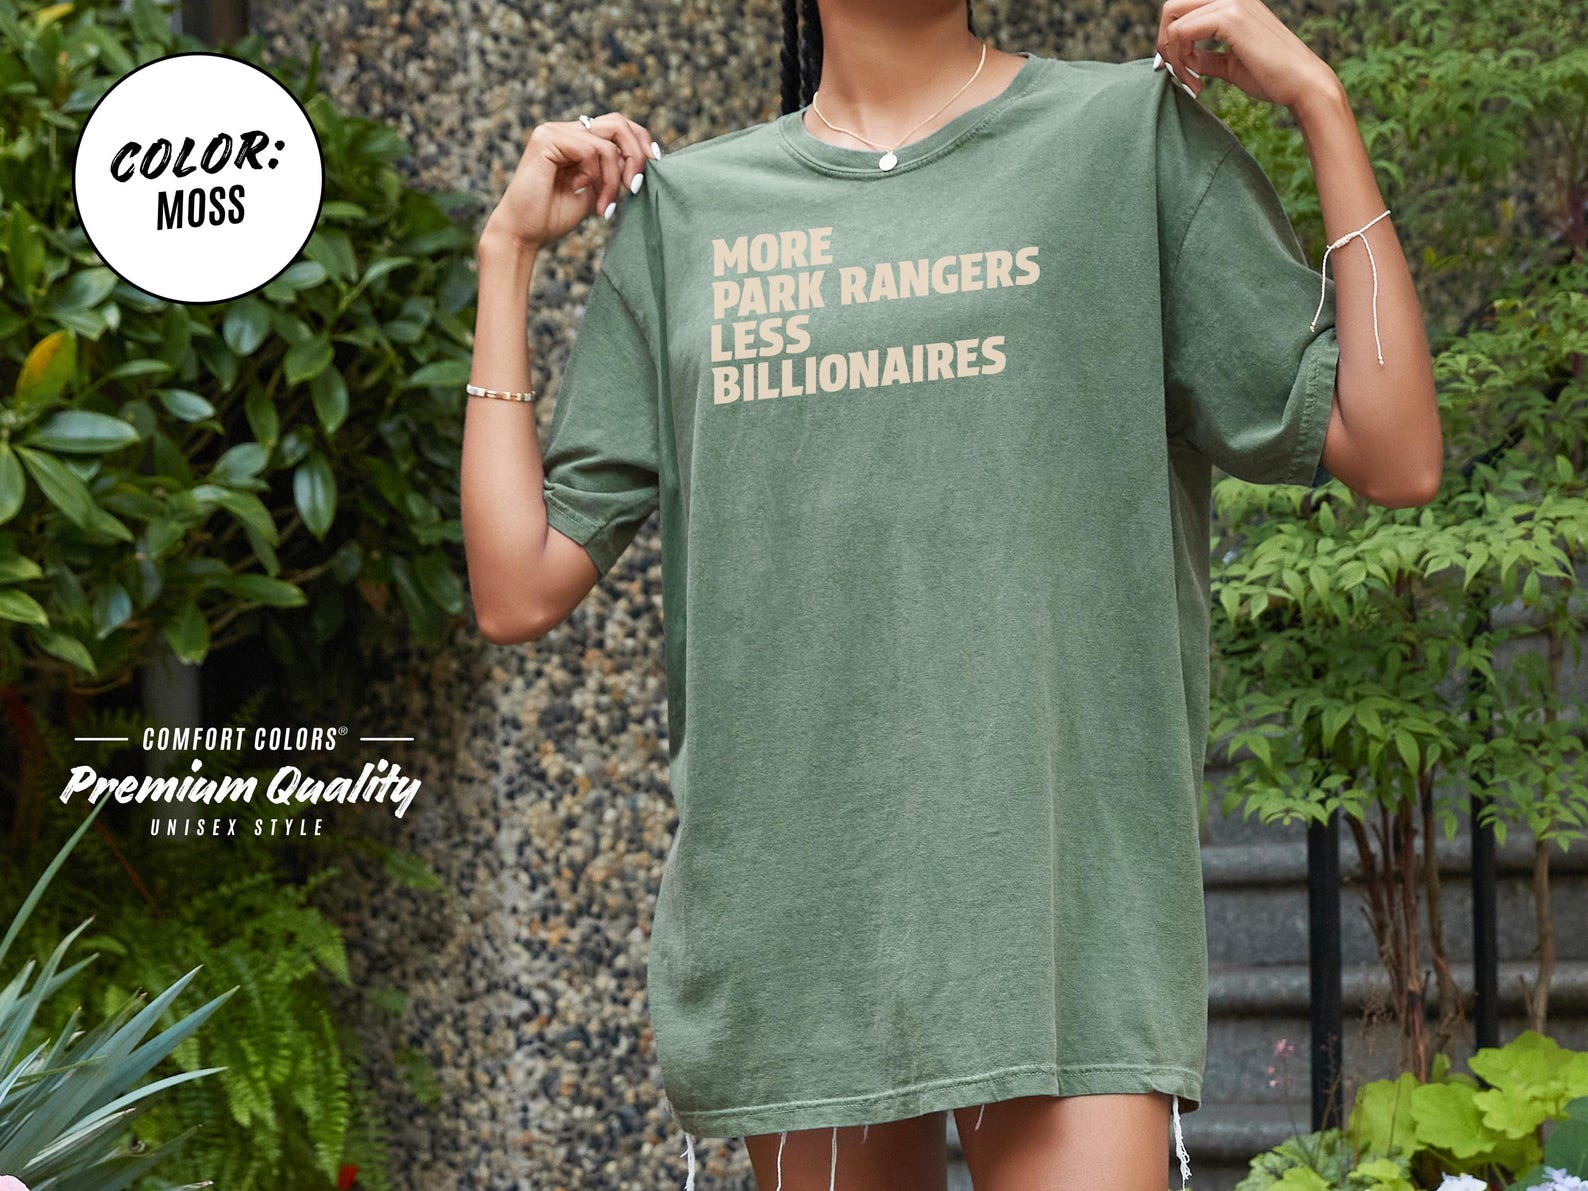 COLOR:
MOSS
MORE
PARK RANGERS
LESS
BILLIONAIRES
COMFORT COLORS®
Premium Quality
UNISEX STYLE